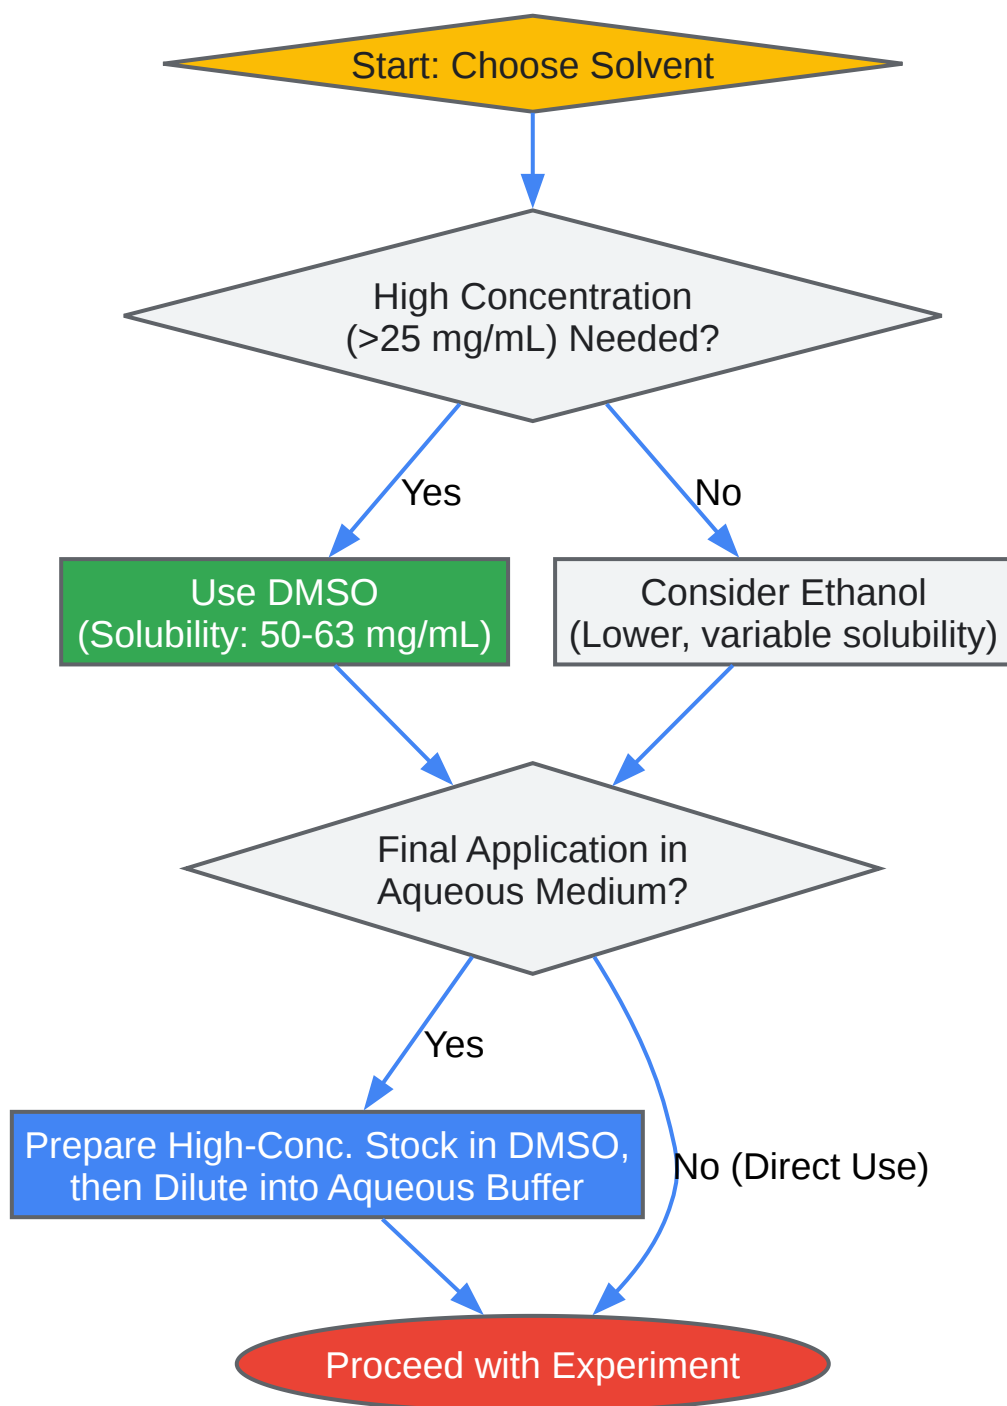 Start: Choose Solvent
High Concentration
(>25 mg/mL) Needed?
Yes
No
Use DMSO
(Solubility: 50-63 mg/mL)
Consider Ethanol
(Lower, variable solubility)
Final Application in
Aqueous Medium?
Yes
Prepare High-Conc. Stock in DMSO,
then Dilute into Aqueous Buffer
No (Direct Use)
Proceed with Experiment